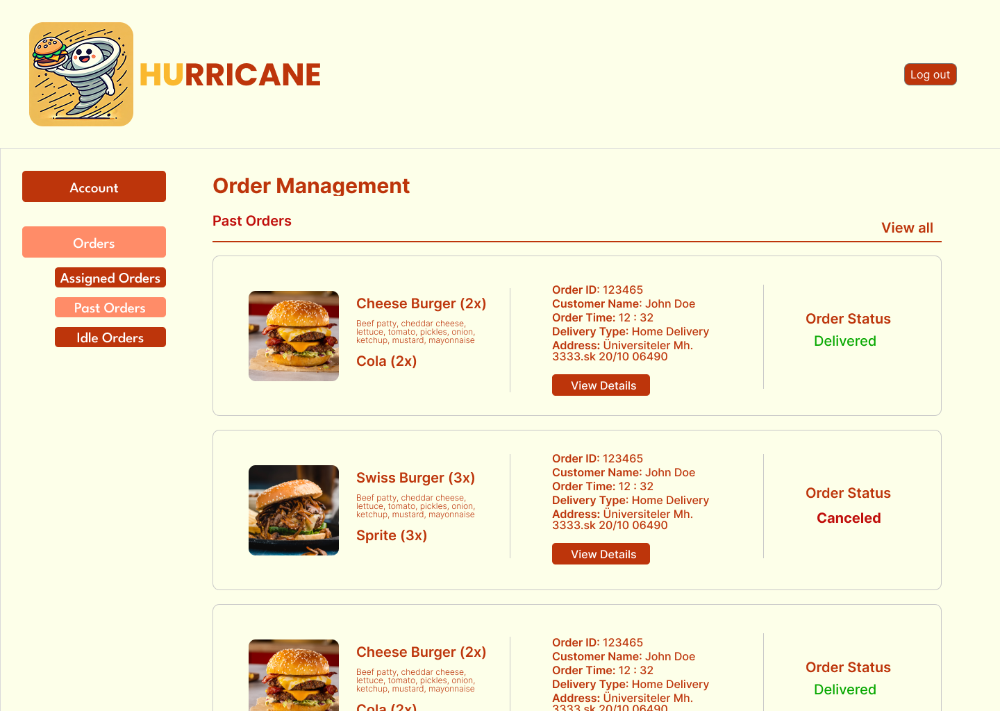 HURRICANE
Log out
Account
Orders
Assigned Orders
Past Orders
Idle Orders
Order Management
Past Orders
View all
Cheese Burger (2x)
Beef patty, cheddar cheese,
lettuce, tomato, pickles, onion,
ketchup, mustard, mayonnaise
Cola (2x)
Order ID: 123465
Customer Name: John Doe
Order Time: 12 : 32
Delivery Type: Home Delivery
Address: Üniversiteler Mh.
3333.sk 20/10 06490
View Details
Order Status
Delivered
Swiss Burger (3x)
Beef patty, cheddar cheese,
lettuce, tomato, pickles, onion,
ketchup, mustard, mayonnaise
Sprite (3x)
Order ID: 123465
Customer Name: John Doe
Order Time: 12 : 32
Delivery Type: Home Delivery
Address: Üniversiteler Mh.
3333.sk 20/10 06490
View Details
Order Status
Canceled
Cheese Burger (2x)
Beef patty, cheddar cheese,
lettuce, tomato, pickles, onion,
ketchup, mustard, mayonnaise
Cola (2x)
Order ID: 123465
Customer Name: John Doe
Order Time: 12 : 32
Delivery Type: Home Delivery
Address: Üniversiteler Mh.
3333.sk 20/10 06490
Order Status
Delivered